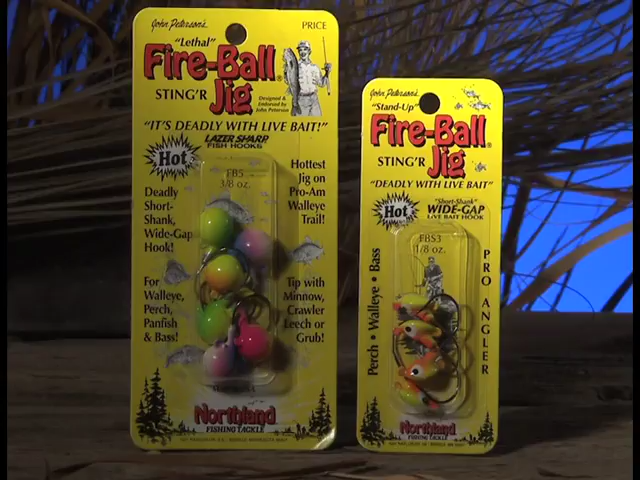 John Peterson's
PRICE
"Lethal"
Fire-Ball®
STING'R Jig
Designed &
Endorsed by
John Peterson
"IT'S DEADLY WITH LIVE BAIT!"
LAZER SHARP
FISH HOOKS
Hot
FB5
3/8 oz.
Deadly
Short-
Shank,
Wide-Gap
Hook!
Hottest
Jig on
Pro-Am
Walleye
Trail!
For
Walleye,
Perch,
Panfish
& Bass!
Tip with
Minnow,
Crawler
Leech or
Grub!
Northland
FISHING TACKLE
John Peterson's
"Stand-Up"
Fire-Ball®
STING'R Jig
"DEADLY WITH LIVE BAIT"
Hot
"Short-Shank"
WIDE-GAP
LIVE BAIT HOOK
FBS3
1/8 oz.
Perch • Walleye • Bass
PRO ANGLER
Northland
FISHING TACKLE